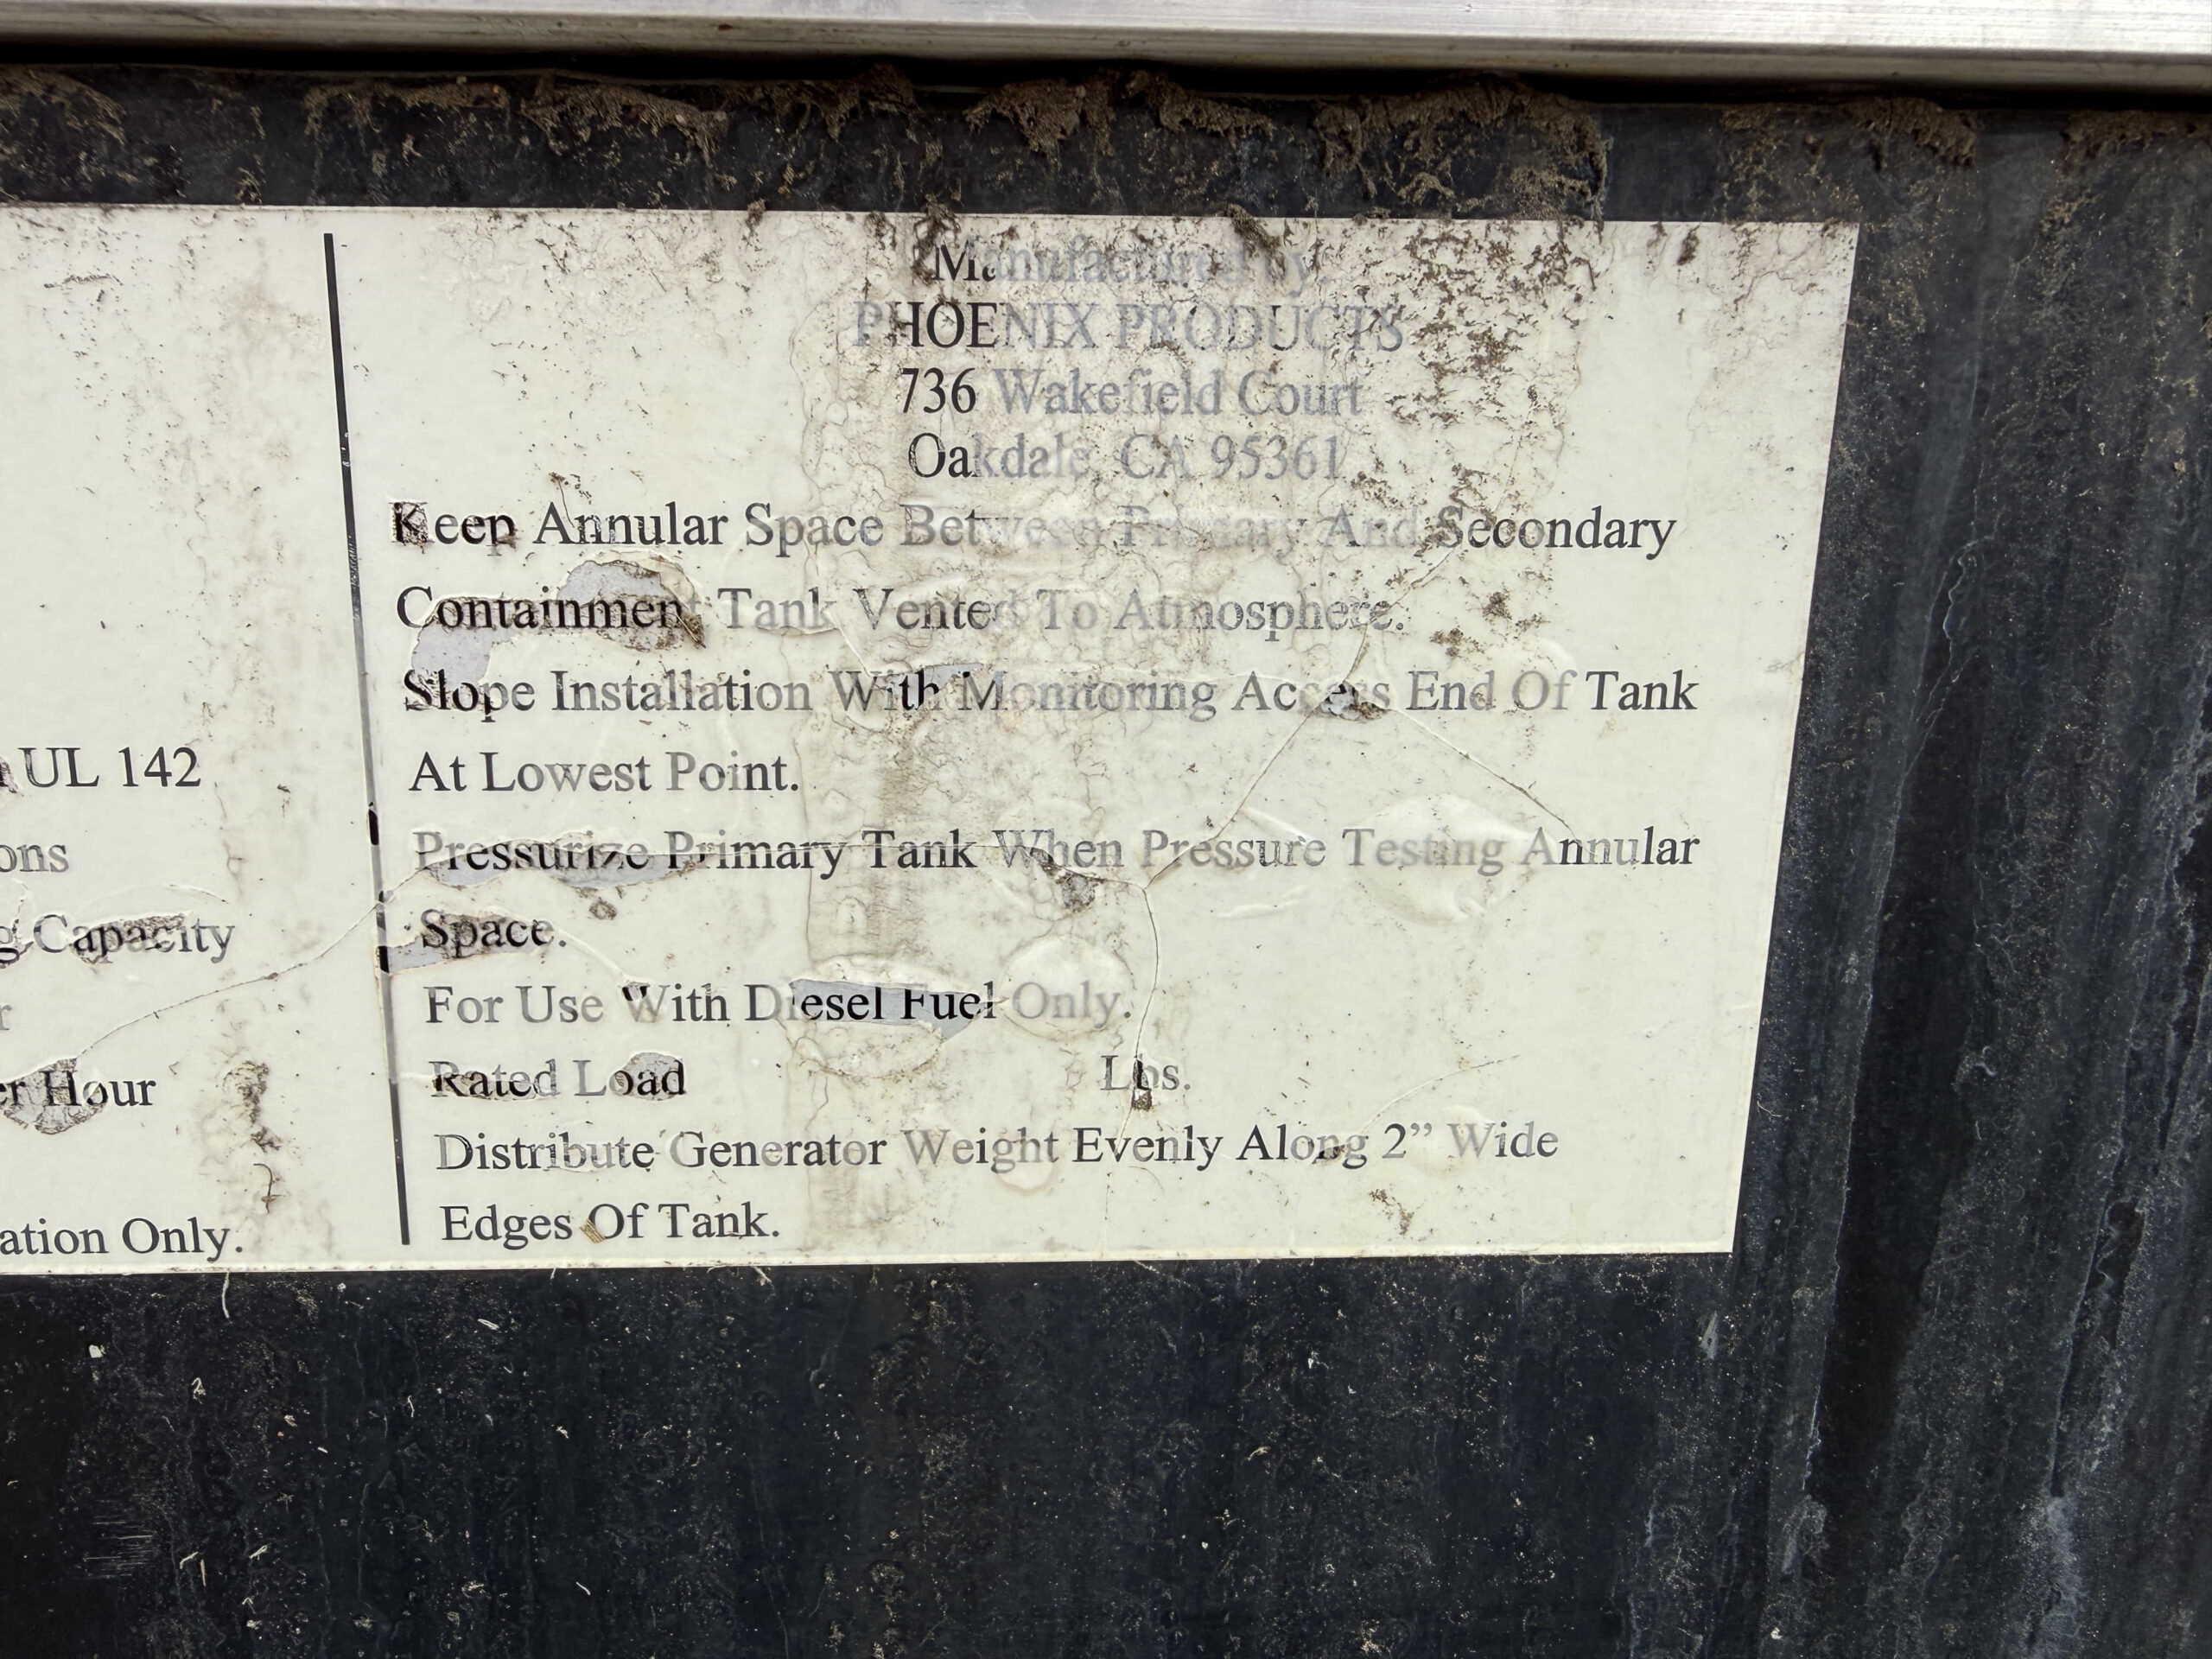 UL 142
ons
g Capacity
r
er Hour
ation Only.
Manufactured by
PHOENIX PRODUCTS
736 Wakefield Court
Oakdale, CA 95361
Keep Annular Space Between Primary And Secondary
Containment Tank Vented To Atmosphere.
Slope Installation With Monitoring Access End Of Tank
At Lowest Point.
Pressurize Primary Tank When Pressure Testing Annular
Space.
For Use With Diesel Fuel Only.
Rated Load Lbs.
Distribute Generator Weight Evenly Along 2” Wide
Edges Of Tank.